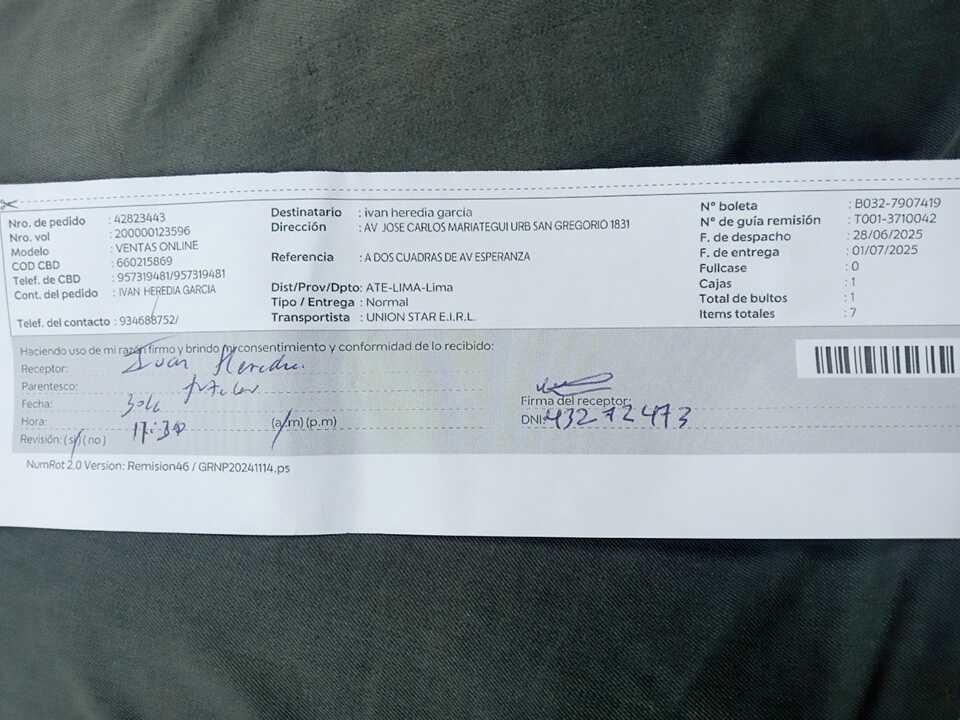 Nro. de pedido : 42823443
Nro. vol : 200000123596
Modelo : VENTAS ONLINE
COD CBD : 660215869
Telef. de CBD : 957319481/957319481
Cont. del pedido : IVAN HEREDIA GARCIA
Telef. del contacto : 934688752/
Destinatario : ivan heredia garcia
Dirección : AV JOSE CARLOS MARIATEGUI URB SAN GREGORIO 1831
Referencia : A DOS CUADRAS DE AV ESPERANZA
Dist/Prov/Dpto: ATE-LIMA-Lima
Tipo / Entrega : Normal
Transportista : UNION STAR E.I.R.L.
N° boleta : B032-7907419
N° de guía remisión : T001-3710042
F. de despacho : 28/06/2025
F. de entrega : 01/07/2025
Fullcase : 0
Cajas : 1
Total de bultos : 1
Items totales : 7
Haciendo uso de mi razón firmo y brindo mi consentimiento y conformidad de lo recibido:
Receptor: Ivan Heredia.
Parentesco:
Fecha:
Hora: 17:30 (a.m) (p.m)
Revisión: (si) (no)
Firma del receptor:
DNI: 43272473
NumRot 2.0 Version: Remision46 / GRNP20241114.ps